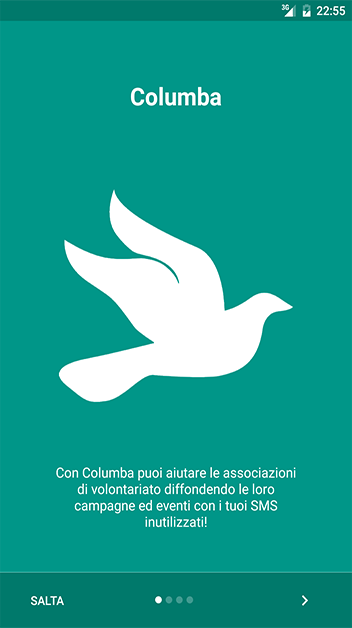 3G 22:55
Columba
Con Columba puoi aiutare le associazioni
di volontariato diffondendo le loro
campagne ed eventi con i tuoi SMS
inutilizzati!
SALTA